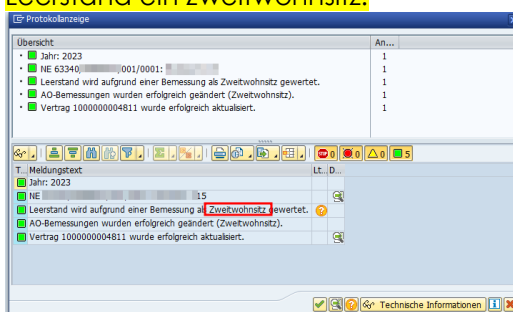 Leerstand ein Zweitwohnsitz.
Protokollanzeige
Übersicht An...
Jahr: 2023 1
NE 63340 001/0001: 1
Leerstand wird aufgrund einer Bemessung als Zweitwohnsitz gewertet. 1
AO-Bemessungen wurden erfolgreich geändert (Zweitwohnsitz). 1
Vertrag 1000000004811 wurde erfolgreich aktualisiert. 1
0 0 0 5
T... Meldungstext Lt... D...
Jahr: 2023
NE 15
Leerstand wird aufgrund einer Bemessung als Zweitwohnsitz gewertet.
AO-Bemessungen wurden erfolgreich geändert (Zweitwohnsitz).
Vertrag 1000000004811 wurde erfolgreich aktualisiert.
Technische Informationen